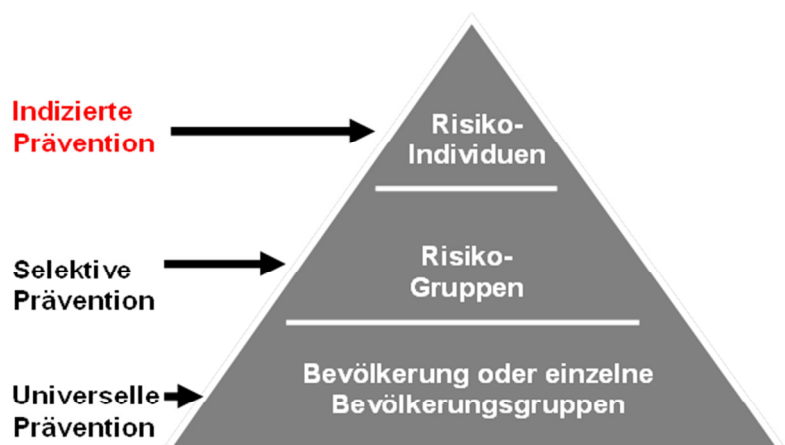 Indizierte
Prävention
Risiko-
Individuen
Selektive
Prävention
Risiko-
Gruppen
Universelle
Prävention
Bevölkerung oder einzelne
Bevölkerungsgruppen